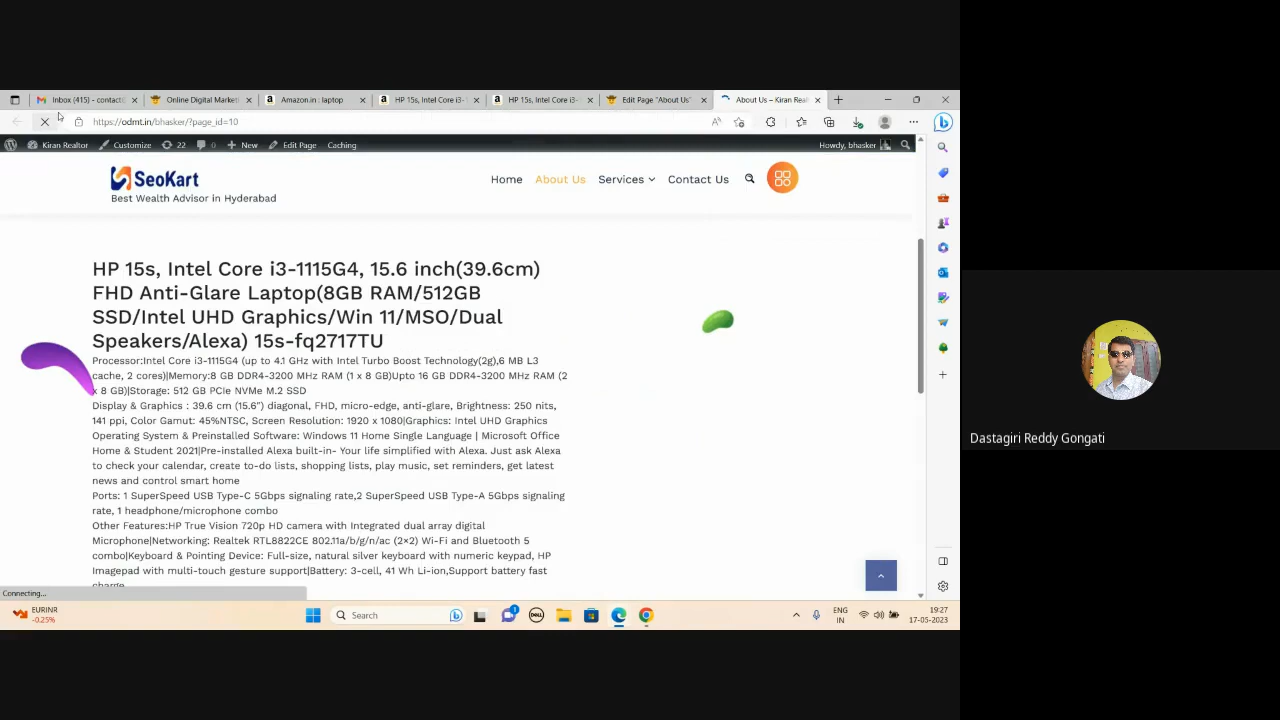 Inbox (415) - contact
Online Digital Market
Amazon.in : laptop
HP 15s, Intel Core i3-1
HP 15s, Intel Core i3-
Edit Page "About Us"
About Us – Kiran Real
https://odmt.in/bhasker/?page_id=10
Kiran Realtor
Customize
22
0
New
Edit Page
Caching
Howdy, bhasker
SeoKart
Best Wealth Advisor in Hyderabad
Home
About Us
Services
Contact Us
HP 15s, Intel Core i3-1115G4, 15.6 inch(39.6cm)
FHD Anti-Glare Laptop(8GB RAM/512GB
SSD/Intel UHD Graphics/Win 11/MSO/Dual
Speakers/Alexa) 15s-fq2717TU
Processor:Intel Core i3-1115G4 (up to 4.1 GHz with Intel Turbo Boost Technology(2g),6 MB L3
cache, 2 cores)|Memory:8 GB DDR4-3200 MHz RAM (1 x 8 GB)Upto 16 GB DDR4-3200 MHz RAM (2
x 8 GB)|Storage: 512 GB PCIe NVMe M.2 SSD
Display & Graphics : 39.6 cm (15.6″) diagonal, FHD, micro-edge, anti-glare, Brightness: 250 nits,
141 ppi, Color Gamut: 45%NTSC, Screen Resolution: 1920 x 1080|Graphics: Intel UHD Graphics
Operating System & Preinstalled Software: Windows 11 Home Single Language | Microsoft Office
Home & Student 2021|Pre-installed Alexa built-in- Your life simplified with Alexa. Just ask Alexa
to check your calendar, create to-do lists, shopping lists, play music, set reminders, get latest
news and control smart home
Ports: 1 SuperSpeed USB Type-C 5Gbps signaling rate,2 SuperSpeed USB Type-A 5Gbps signaling
rate, 1 headphone/microphone combo
Other Features:HP True Vision 720p HD camera with Integrated dual array digital
Microphone|Networking: Realtek RTL8822CE 802.11a/b/g/n/ac (2×2) Wi-Fi and Bluetooth 5
combo|Keyboard & Pointing Device: Full-size, natural silver keyboard with numeric keypad, HP
Imagepad with multi-touch gesture support|Battery: 3-cell, 41 Wh Li-ion,Support battery fast
charge
Connecting...
EURINR
-0.25%
Search
DELL
ENG
IN
19:27
17-05-2023
Dastagiri Reddy Gongati